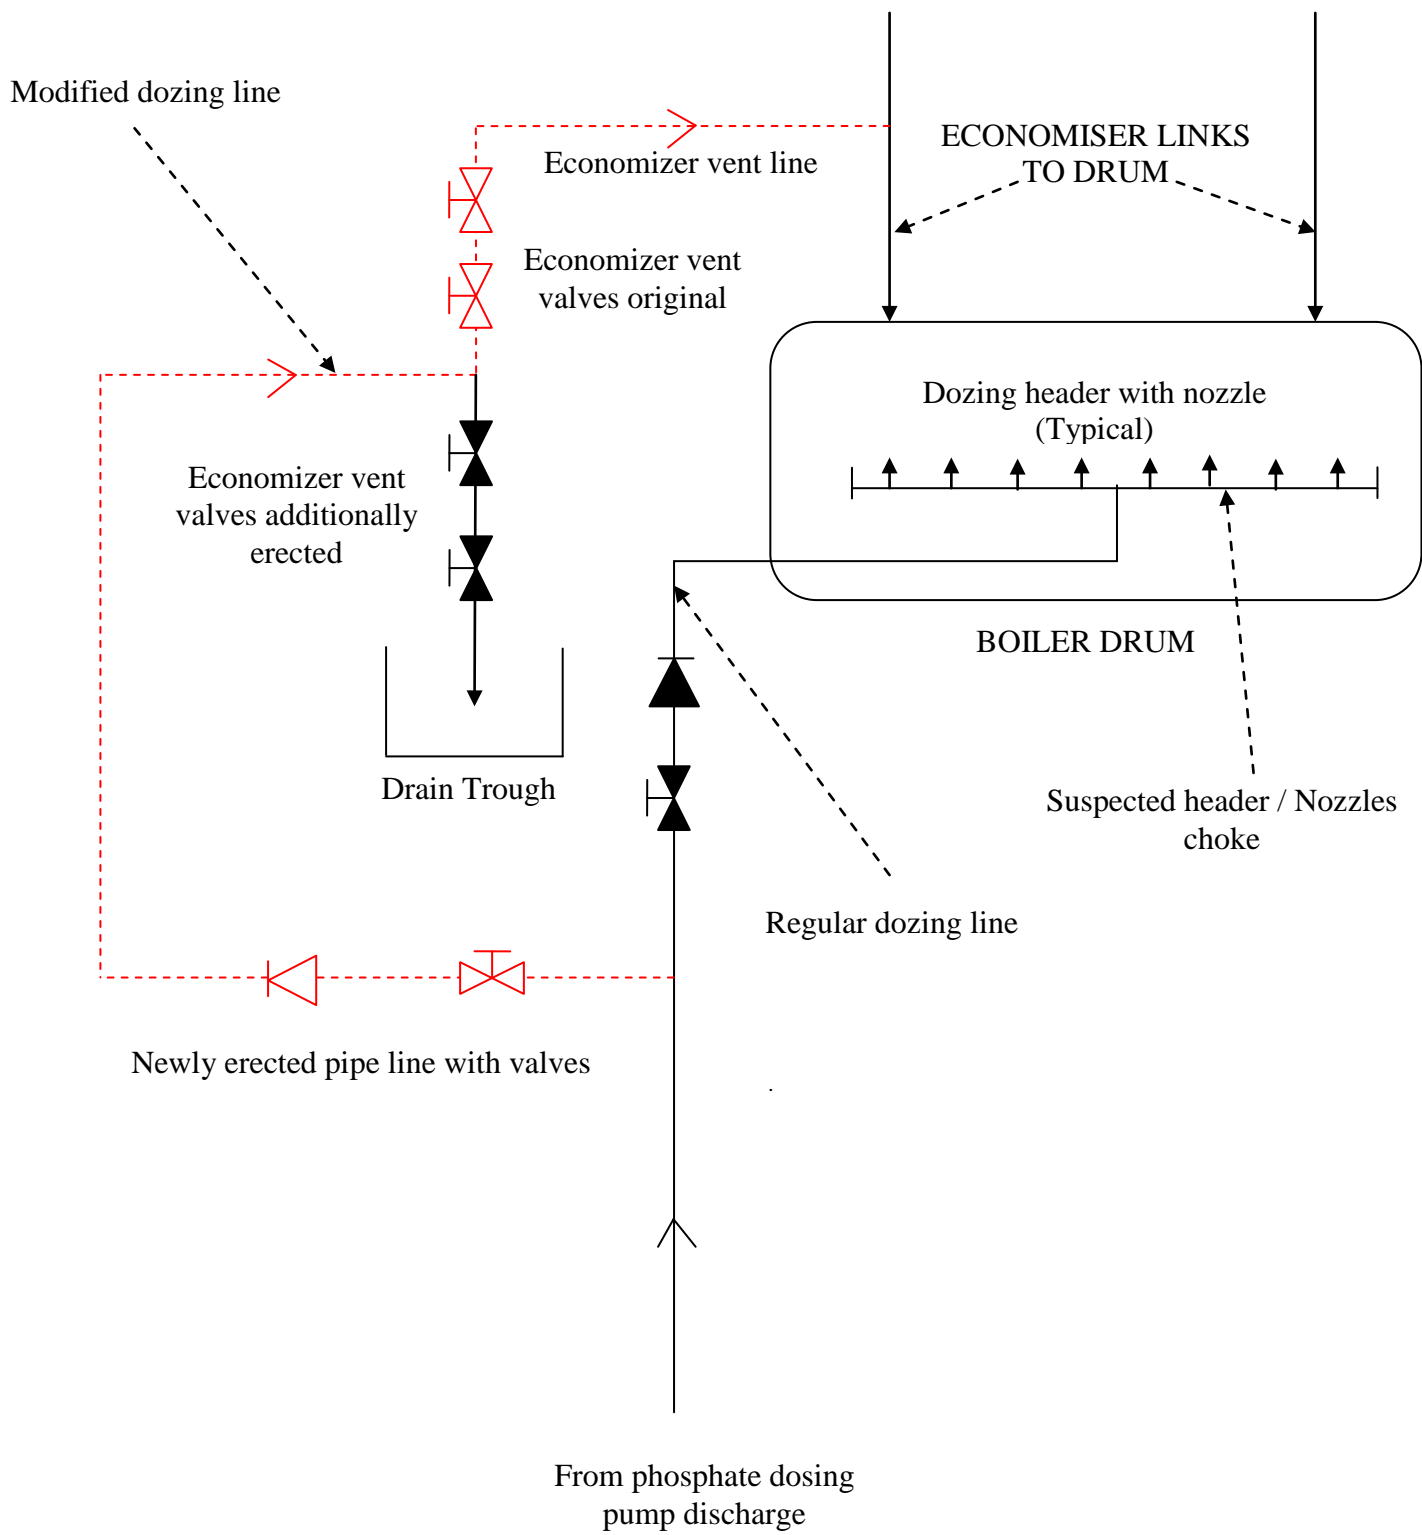 Modified dozing line
Economizer vent line
ECONOMISER LINKS
TO DRUM
Economizer vent
valves original
Dozing header with nozzle
(Typical)
Economizer vent
valves additionally
erected
BOILER DRUM
Drain Trough
Suspected header / Nozzles
choke
Regular dozing line
Newly erected pipe line with valves
From phosphate dosing
pump discharge